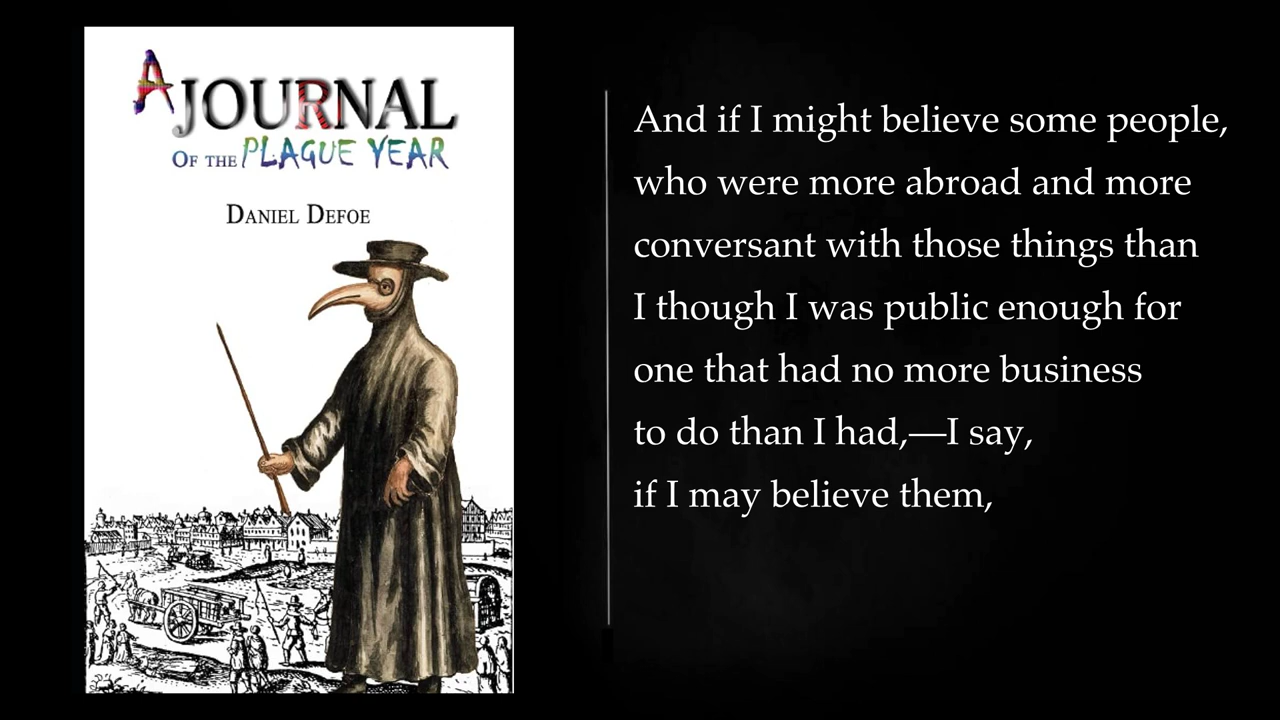 A JOURNAL
OF THE PLAGUE YEAR
DANIEL DEFOE
And if I might believe some people,
who were more abroad and more
conversant with those things than
I though I was public enough for
one that had no more business
to do than I had,—I say,
if I may believe them,